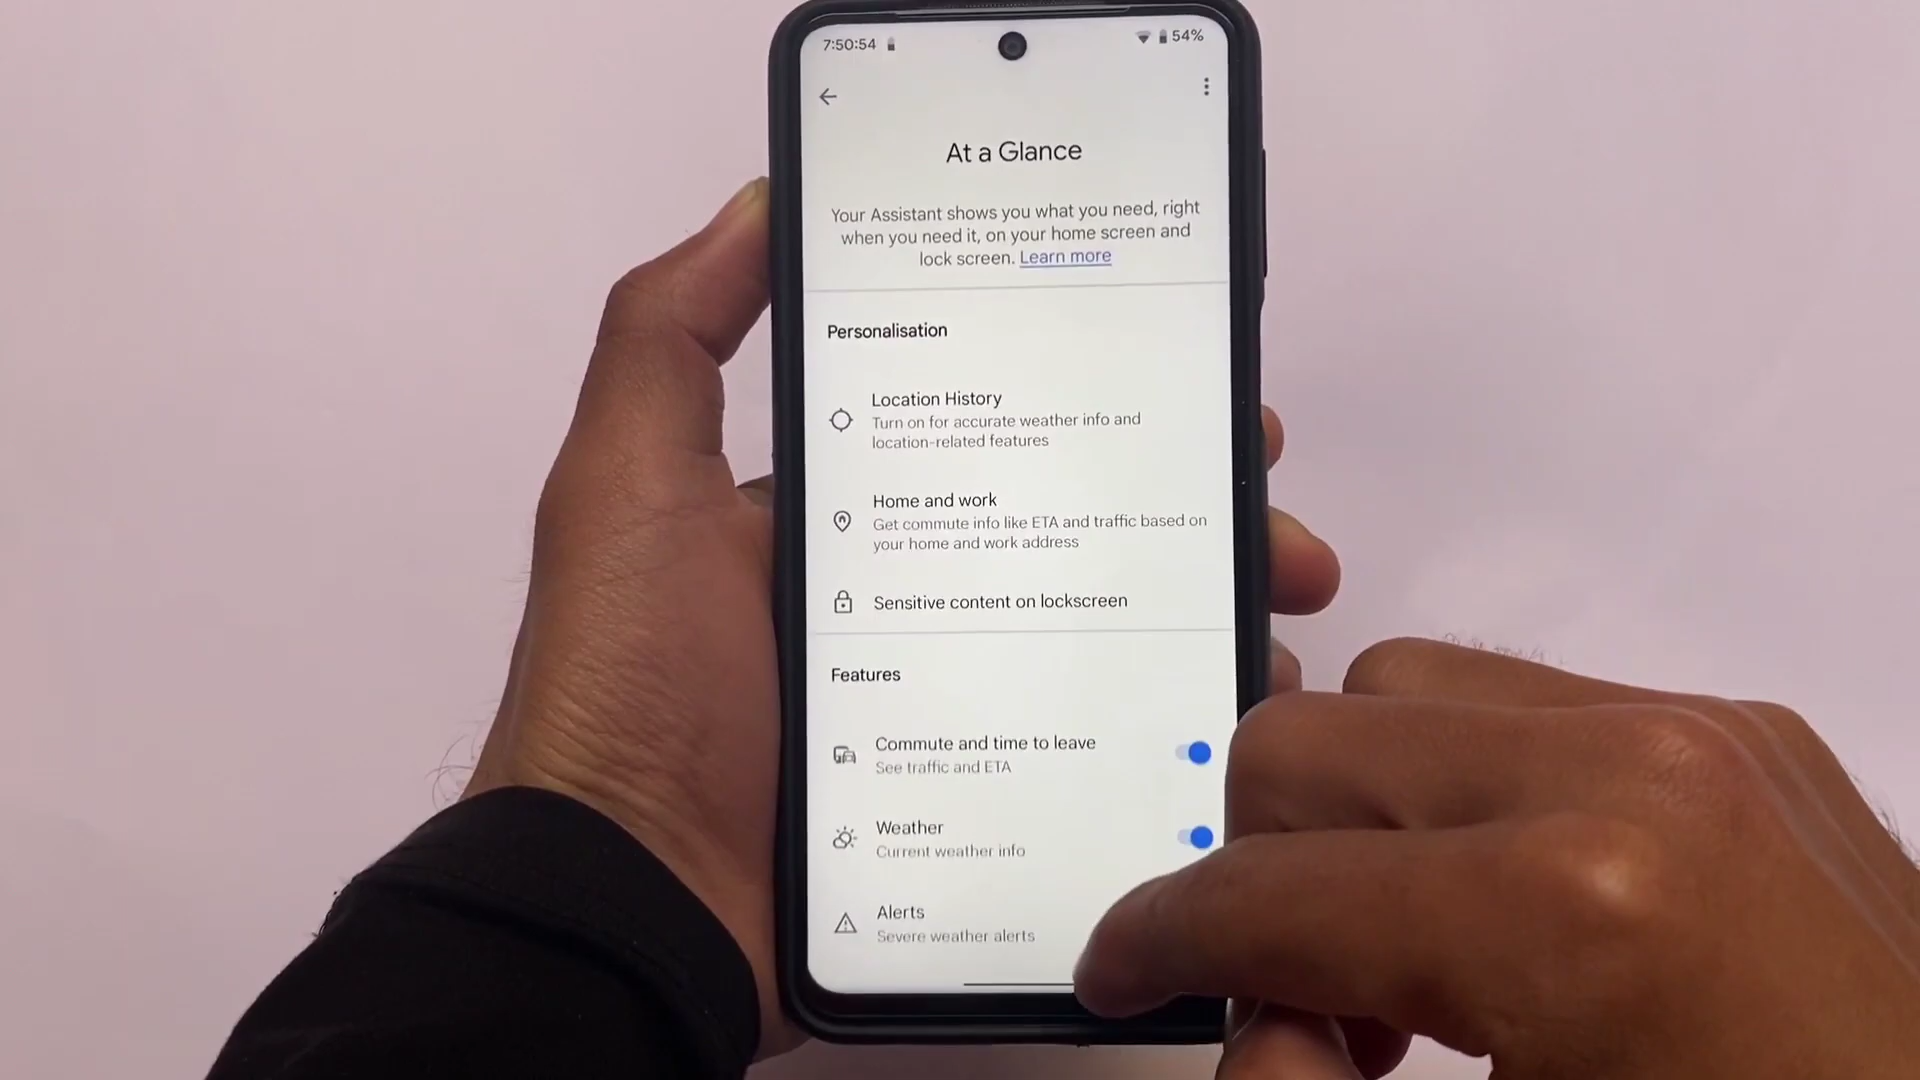 7:50:54
54%
At a Glance
Your Assistant shows you what you need, right
when you need it, on your home screen and
lock screen. Learn more
Personalisation
Location History
Turn on for accurate weather info and
location-related features
Home and work
Get commute info like ETA and traffic based on
your home and work address
Sensitive content on lockscreen
Features
Commute and time to leave
See traffic and ETA
Weather
Current weather info
Alerts
Severe weather alerts